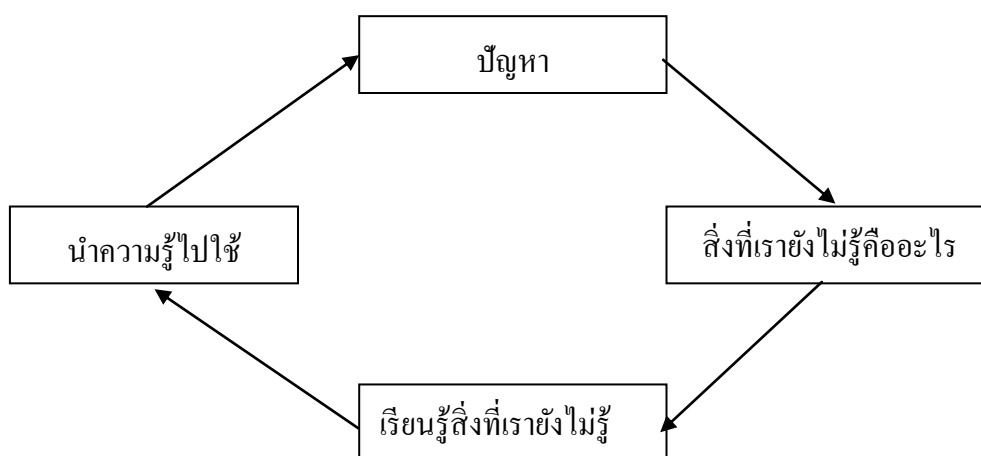 ปัญหา
นำความรู้ไปใช้
สิ่งที่เรายังไม่รู้คืออะไร
เรียนรู้สิ่งที่เรายังไม่รู้